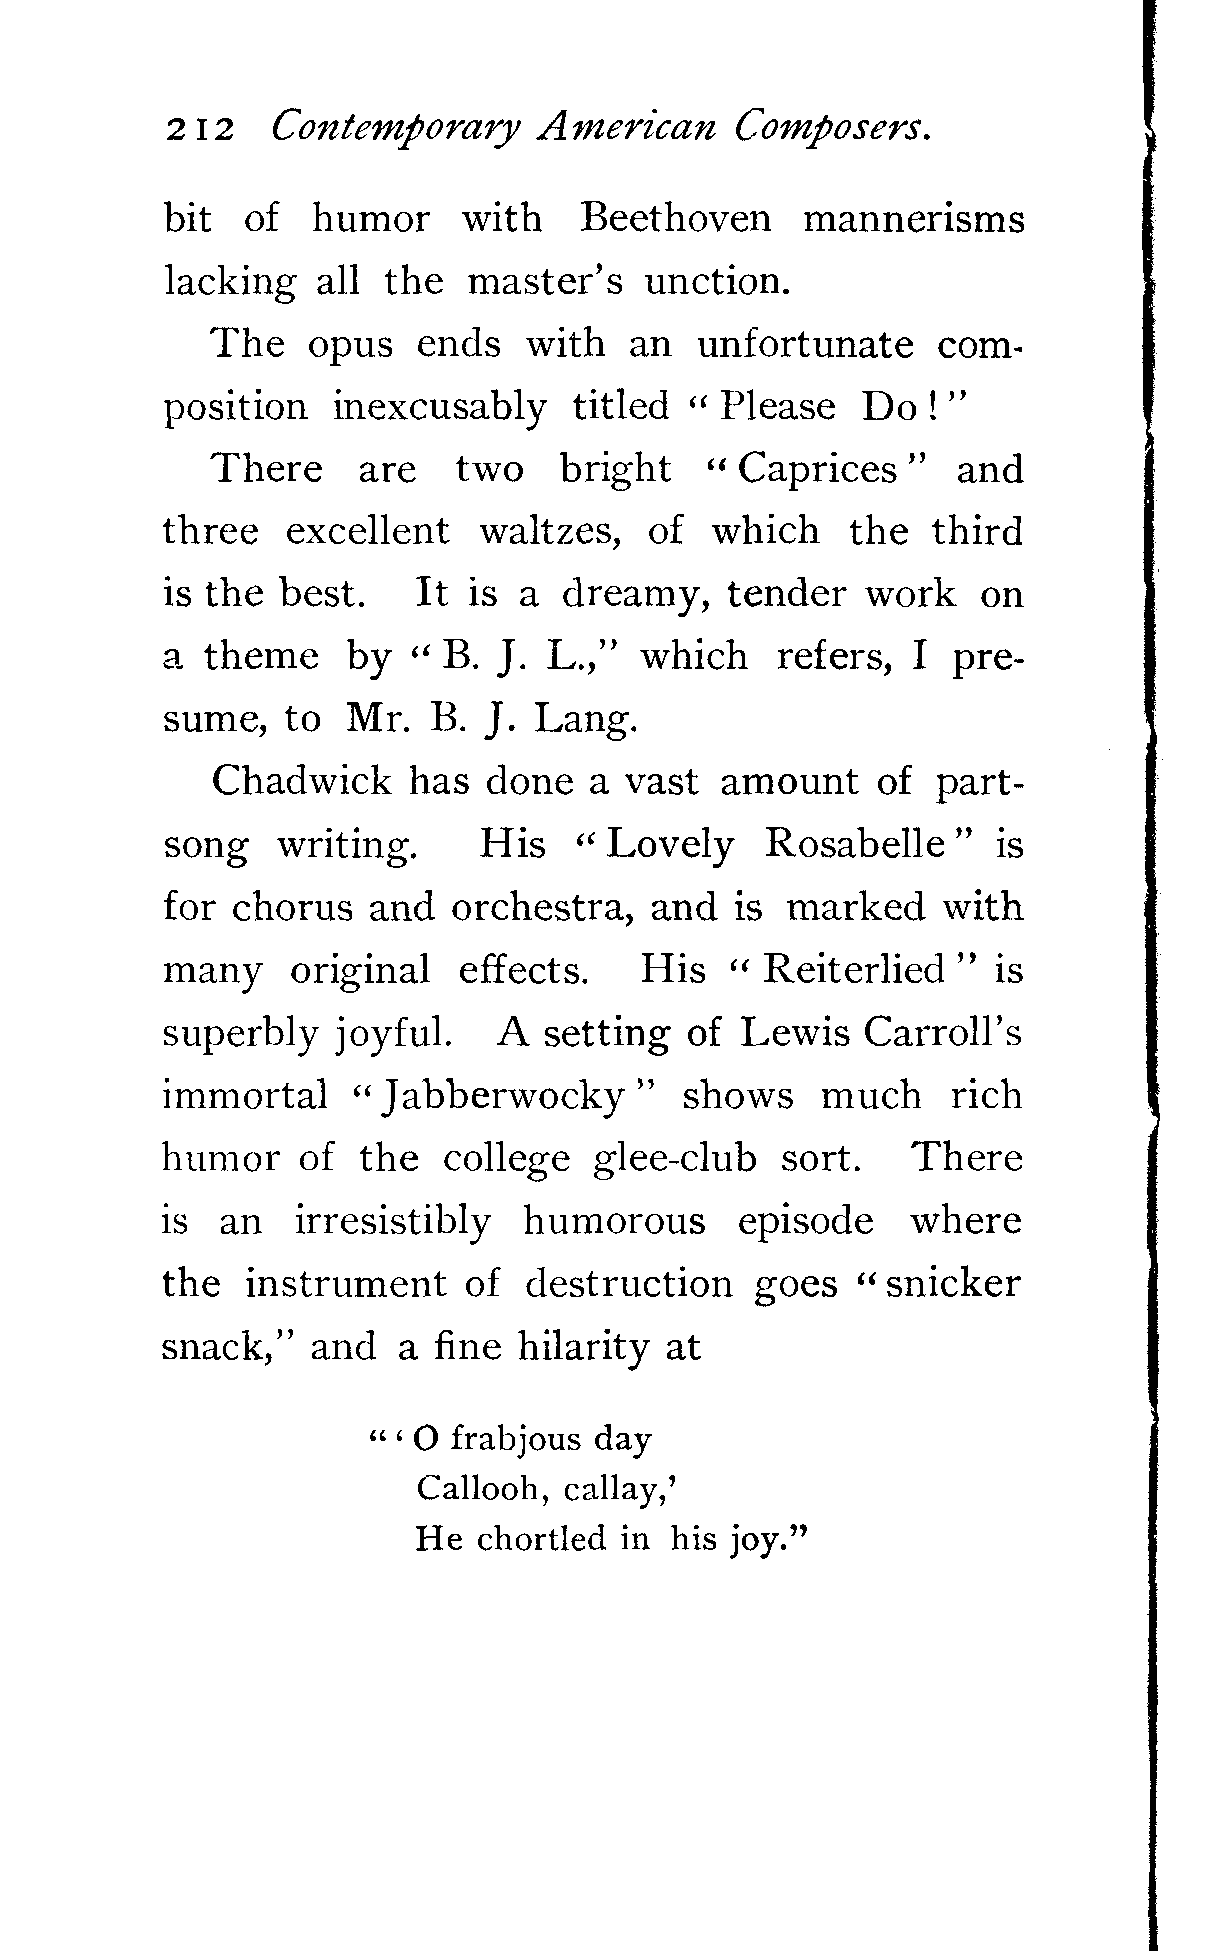 212 Contemporary American Composers.
bit of humor with Beethoven mannerisms
lacking all the master's unction.
The opus ends with an unfortunate com-
position inexcusably titled “ Please Do ! ”
There are two bright “ Caprices ” and
three excellent waltzes, of which the third
is the best. It is a dreamy, tender work on
a theme by “ B. J. L.,” which refers, I pre-
sume, to Mr. B. J. Lang.
Chadwick has done a vast amount of part-
song writing. His “ Lovely Rosabelle ” is
for chorus and orchestra, and is marked with
many original effects. His “ Reiterlied ” is
superbly joyful. A setting of Lewis Carroll's
immortal “ Jabberwocky ” shows much rich
humor of the college glee-club sort. There
is an irresistibly humorous episode where
the instrument of destruction goes “ snicker
snack,” and a fine hilarity at
“ ‘ O frabjous day
Callooh, callay,’
He chortled in his joy.”